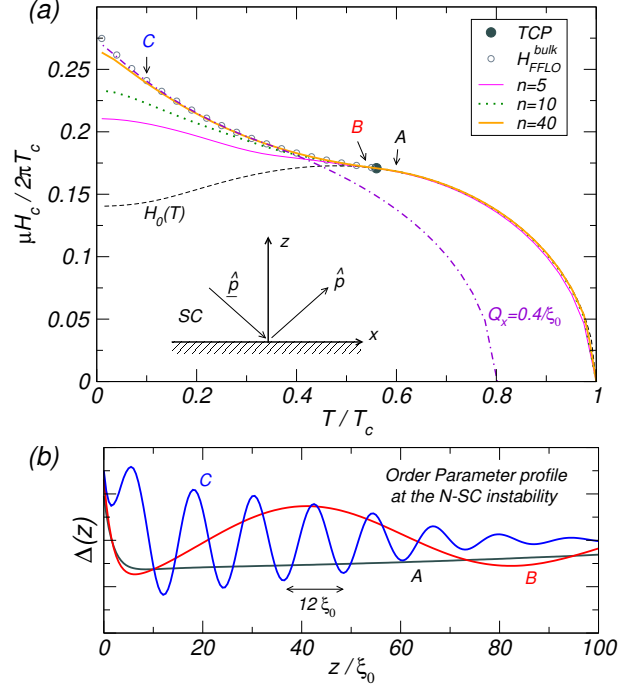 (a)
C
TCP
H_FFLO^bulk
n=5
n=10
n=40
B
A
H_0(T)
z
p̂
p̂
SC
x
Q_x=0.4/ξ_0
μH_c / 2πT_c
0.25
0.2
0.15
0.1
0.05
0
0
0.2
0.4
0.6
0.8
1
T / T_c
(b)
C
Order Parameter profile
at the N-SC instability
Δ(z)
A
B
12 ξ_0
0
20
40
60
80
100
z / ξ_0